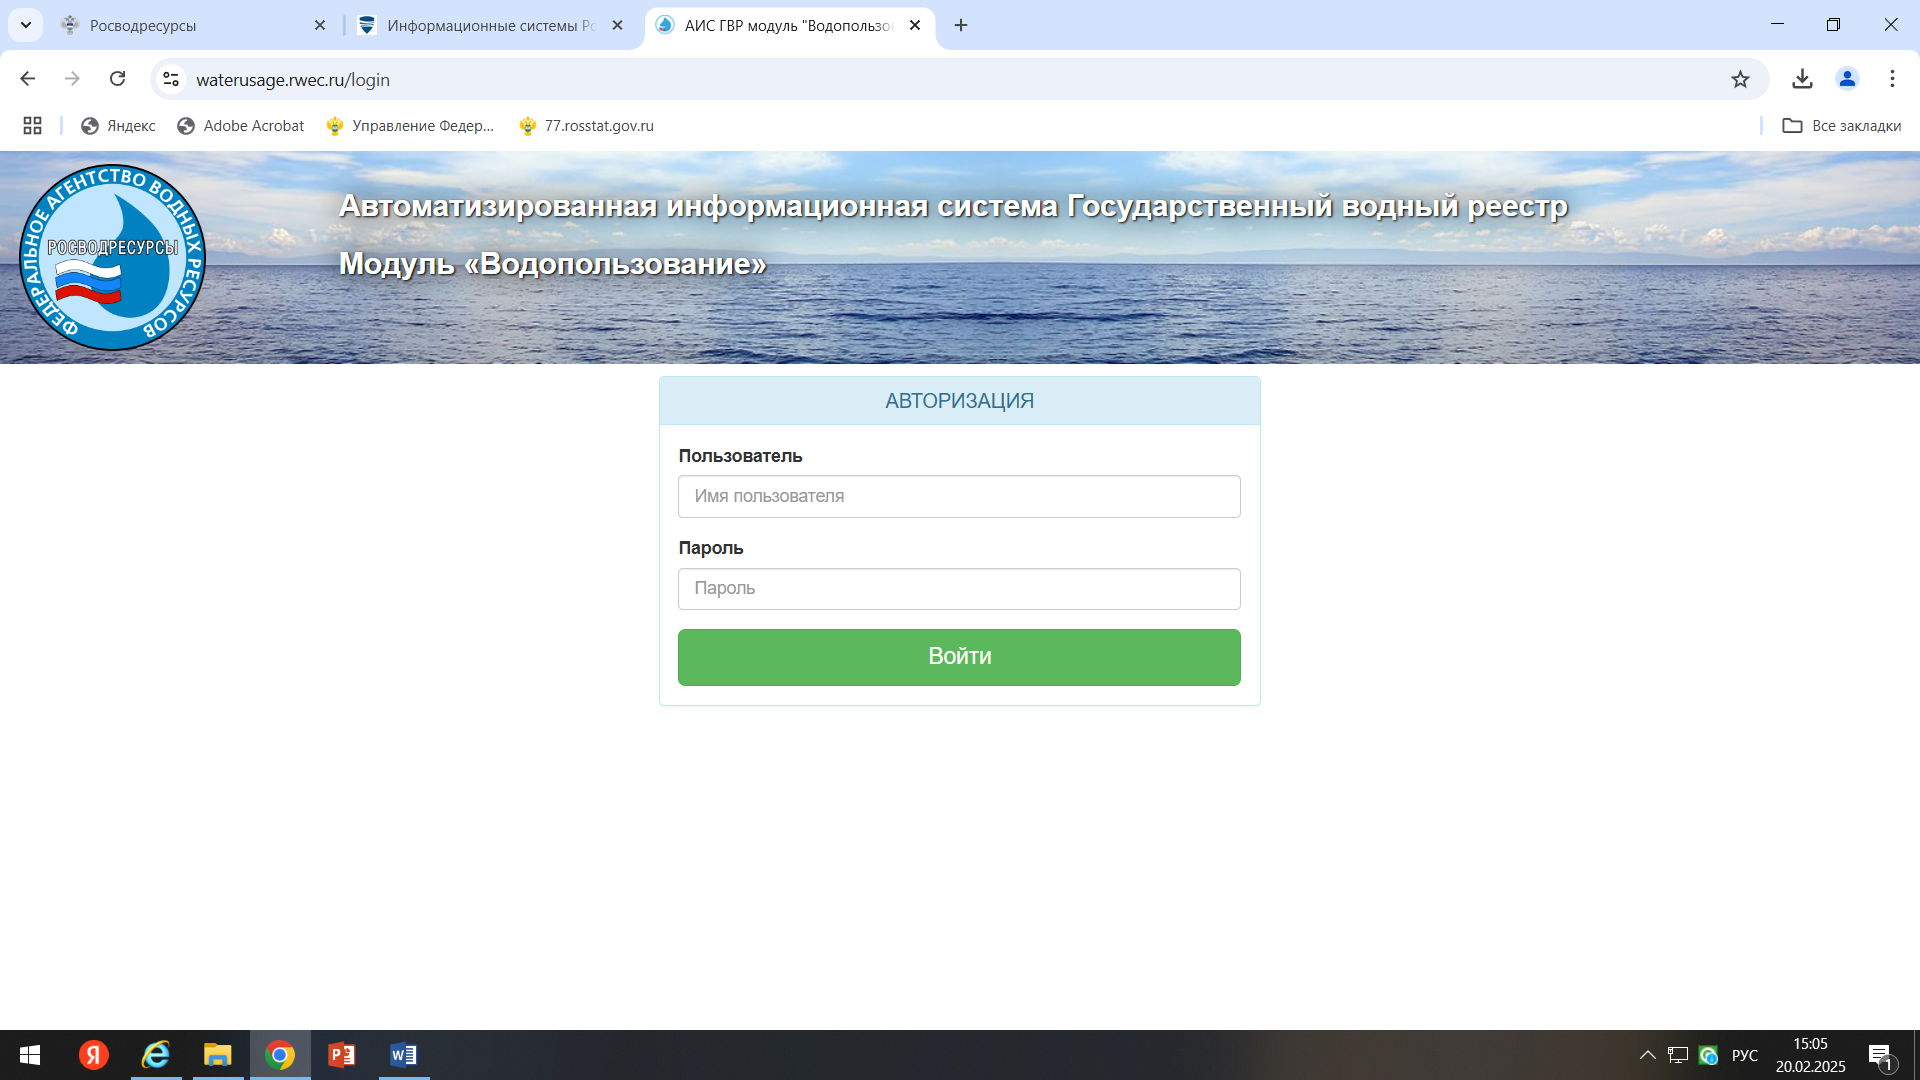 Росводресурсы
Информационные системы Рс
АИС ГВР модуль "Водопользо
waterusage.rwec.ru/login
Яндекс
Adobe Acrobat
Управление Федер...
77.rosstat.gov.ru
Все закладки
ФЕДЕРАЛЬНОЕ АГЕНТСТВО ВОДНЫХ РЕСУРСОВ
РОСВОДРЕСУРСЫ
Автоматизированная информационная система Государственный водный реестр
Модуль «Водопользование»
АВТОРИЗАЦИЯ
Пользователь
Имя пользователя
Пароль
Пароль
Войти
РУС
15:05
20.02.2025
1